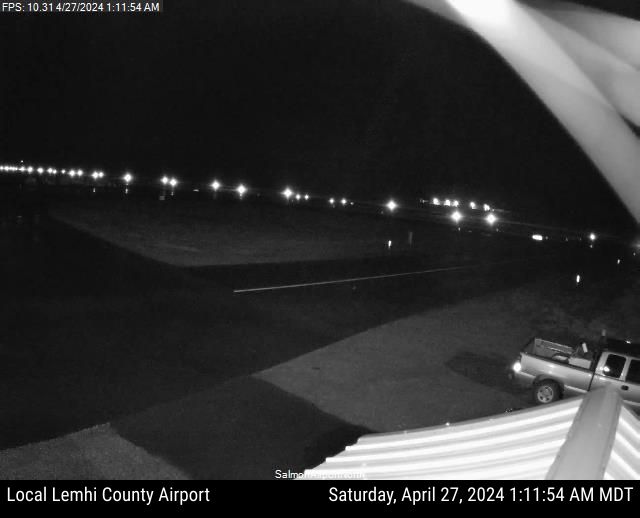 FPS: 10.31 4/27/2024 1:11:54 AM
Local Lemhi County Airport
Saturday, April 27, 2024 1:11:54 AM MDT